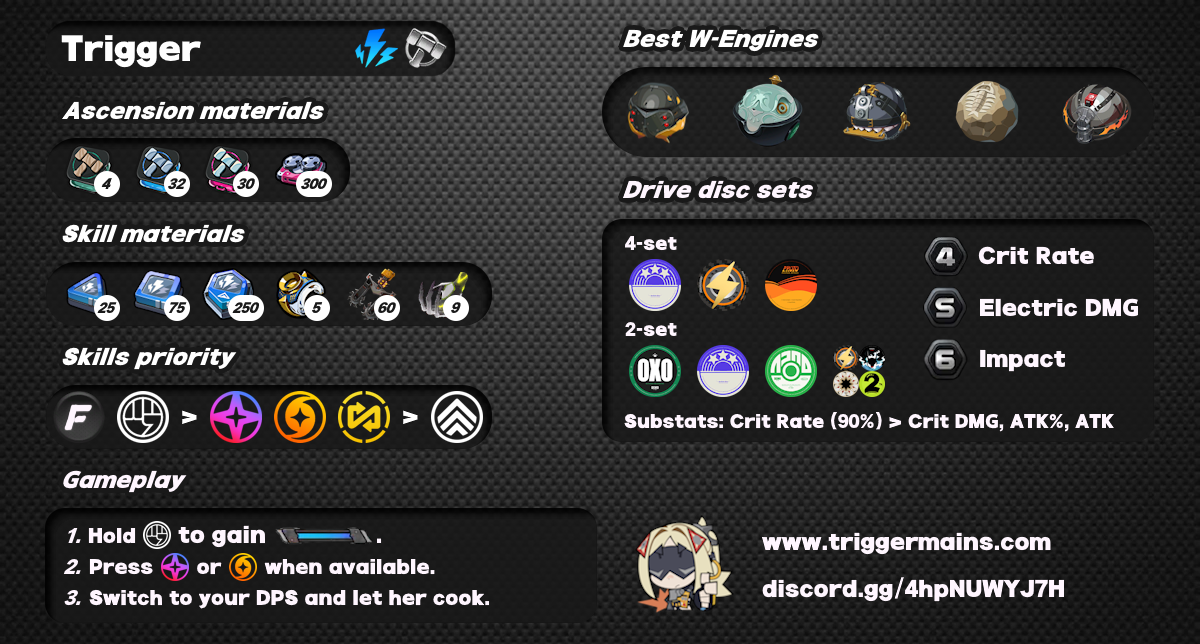 Trigger
Ascension materials
4 32 30 300
Skill materials
25 75 250 5 60 9
Skills priority
F > >
Gameplay
1. Hold to gain .
2. Press or when available.
3. Switch to your DPS and let her cook.
Best W-Engines
Drive disc sets
4-set
2-set
OXO
2
4 Crit Rate
5 Electric DMG
6 Impact
Substats: Crit Rate (90%) > Crit DMG, ATK%, ATK
www.triggermains.com
discord.gg/4hpNUWYJ7H